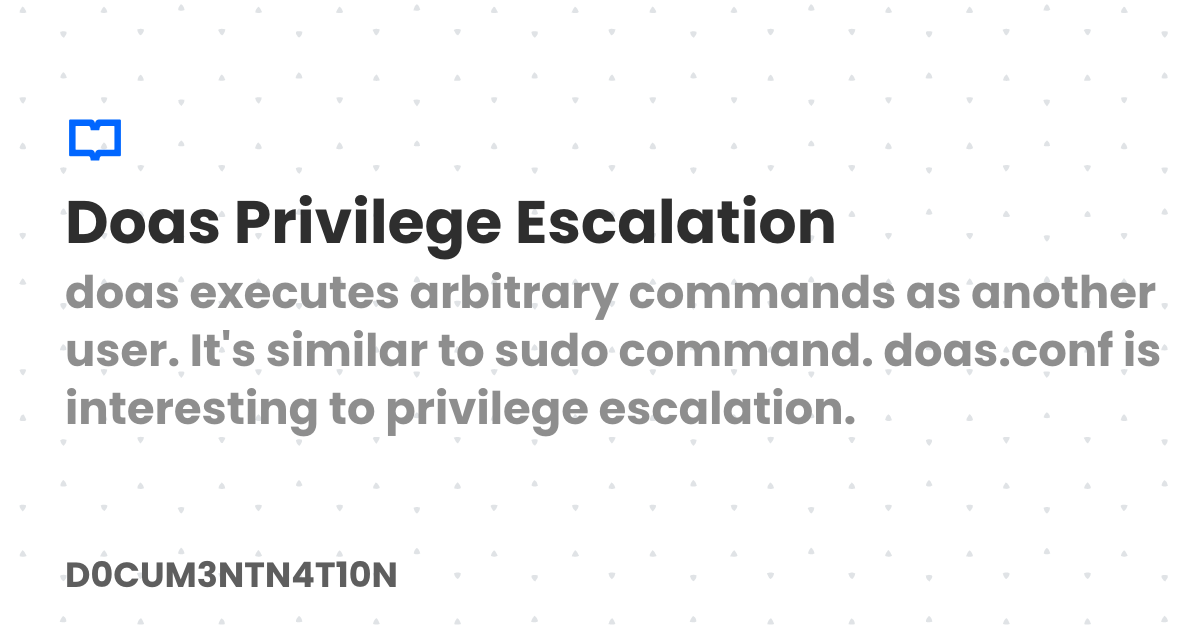 Doas Privilege Escalation
doas executes arbitrary commands as another
user. It's similar to sudo command. doas.conf is
interesting to privilege escalation.
D0CUM3NTN4T10N